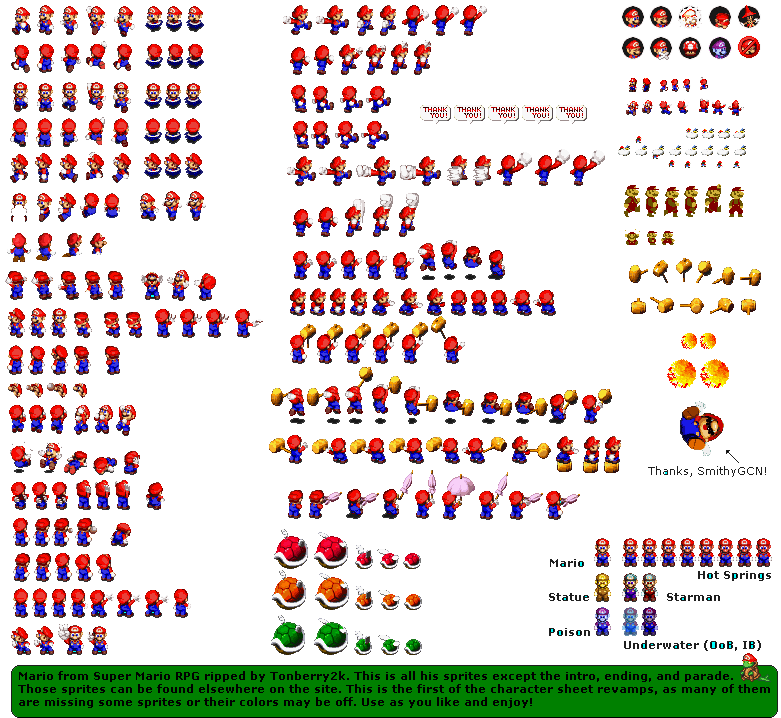 THANK YOU! THANK YOU! THANK YOU! THANK YOU! THANK YOU!
Thanks, SmithyGCN!
Mario
Hot Springs
Statue
Starman
Poison
Underwater (OoB, IB)
Mario from Super Mario RPG ripped by Tonberry2k. This is all his sprites except the intro, ending, and parade.
Those sprites can be found elsewhere on the site. This is the first of the character sheet revamps, as many of them
are missing some sprites or their colors may be off. Use as you like and enjoy!